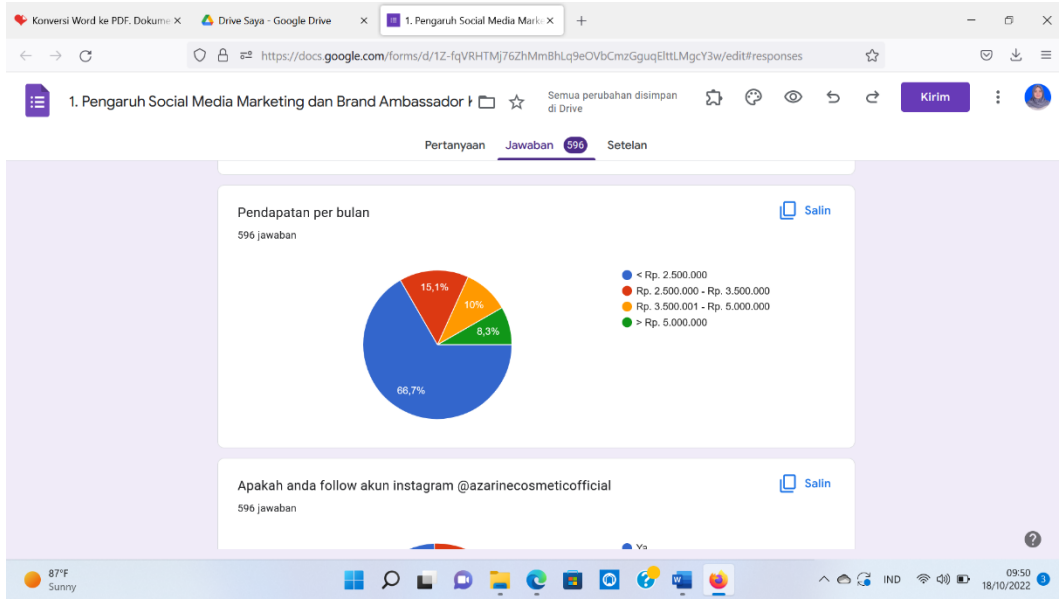 Konversi Word ke PDF. Dokume
Drive Saya - Google Drive
1. Pengaruh Social Media Marke
https://docs.google.com/forms/d/1Z-fqVRHTMj76ZhMmBhLq9eOVbCmzGguqElttLMgcY3w/edit#responses
1. Pengaruh Social Media Marketing dan Brand Ambassador
Semua perubahan disimpan
di Drive
Kirim
Pertanyaan
Jawaban 596
Setelan
Pendapatan per bulan
Salin
596 jawaban
15,1%
10%
8,3%
66,7%
< Rp. 2.500.000
Rp. 2.500.000 - Rp. 3.500.000
Rp. 3.500.001 - Rp. 5.000.000
> Rp. 5.000.000
Apakah anda follow akun instagram @azarinecosmeticofficial
Salin
596 jawaban
Ya
87°F
Sunny
IND
09:50
18/10/2022
3